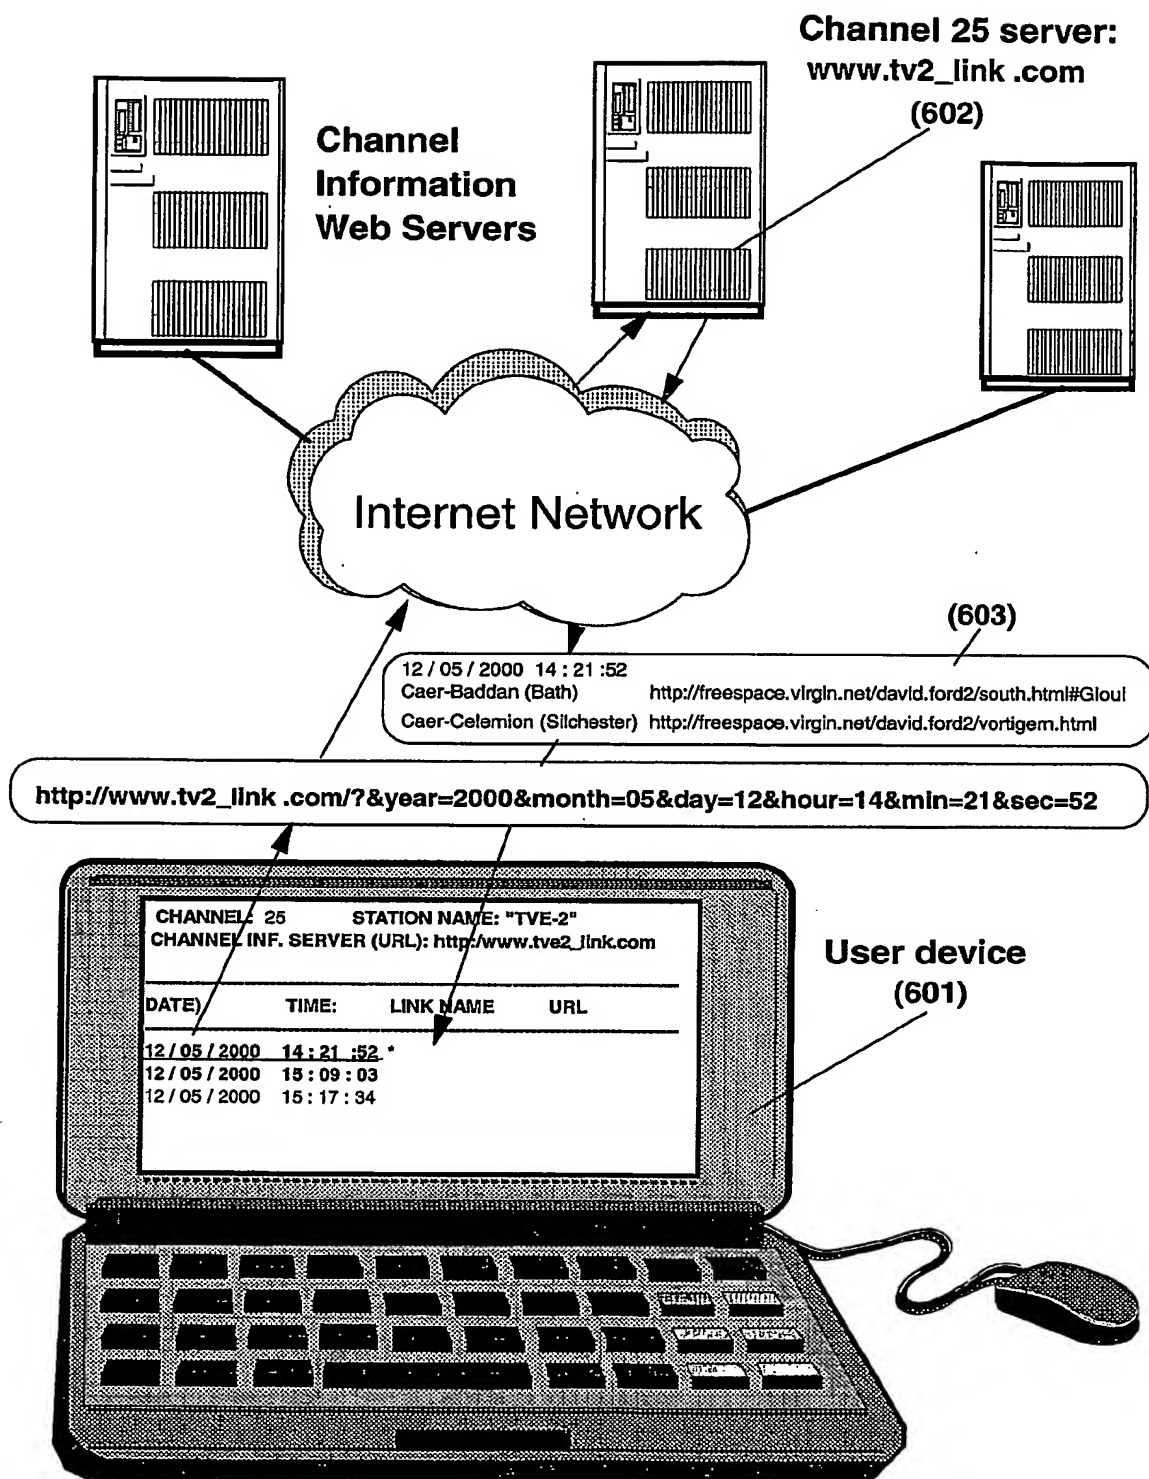 Channel 25 server:
www.tv2_link .com
(602)
Channel
Information
Web Servers
Internet Network
(603)
12 / 05 / 2000 14 : 21 :52
Caer-Baddan (Bath) http://freespace.virgin.net/david.ford2/south.html#Gloui
Caer-Celemion (Silchester) http://freespace.virgin.net/david.ford2/vortigem.html
http://www.tv2_link .com/?&year=2000&month=05&day=12&hour=14&min=21&sec=52
CHANNEL: 25 STATION NAME: "TVE-2"
CHANNEL INF. SERVER (URL): http:/www.tve2_link.com
DATE) TIME: LINK NAME URL
12 / 05 / 2000 14 : 21 :52 *
12 / 05 / 2000 15 : 09 : 03
12 / 05 / 2000 15 : 17 : 34
User device
(601)